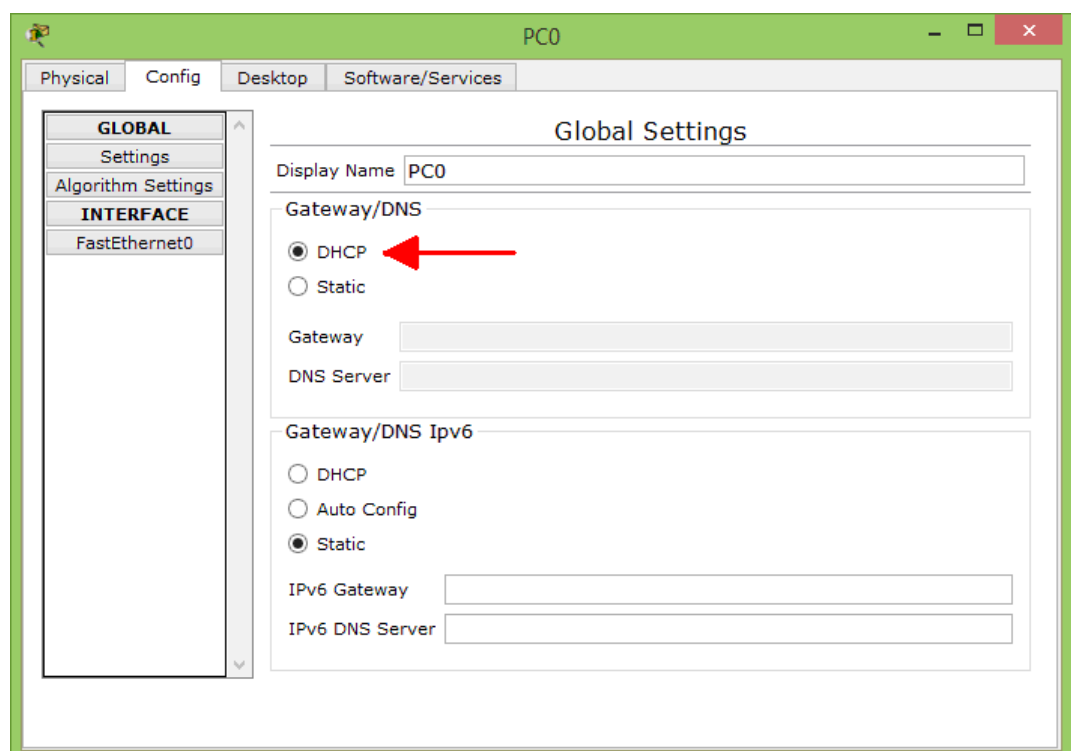 PC0
Physical Config Desktop Software/Services
GLOBAL
Settings
Algorithm Settings
INTERFACE
FastEthernet0
Global Settings
Display Name PC0
Gateway/DNS
DHCP
Static
Gateway
DNS Server
Gateway/DNS Ipv6
DHCP
Auto Config
Static
IPv6 Gateway
IPv6 DNS Server